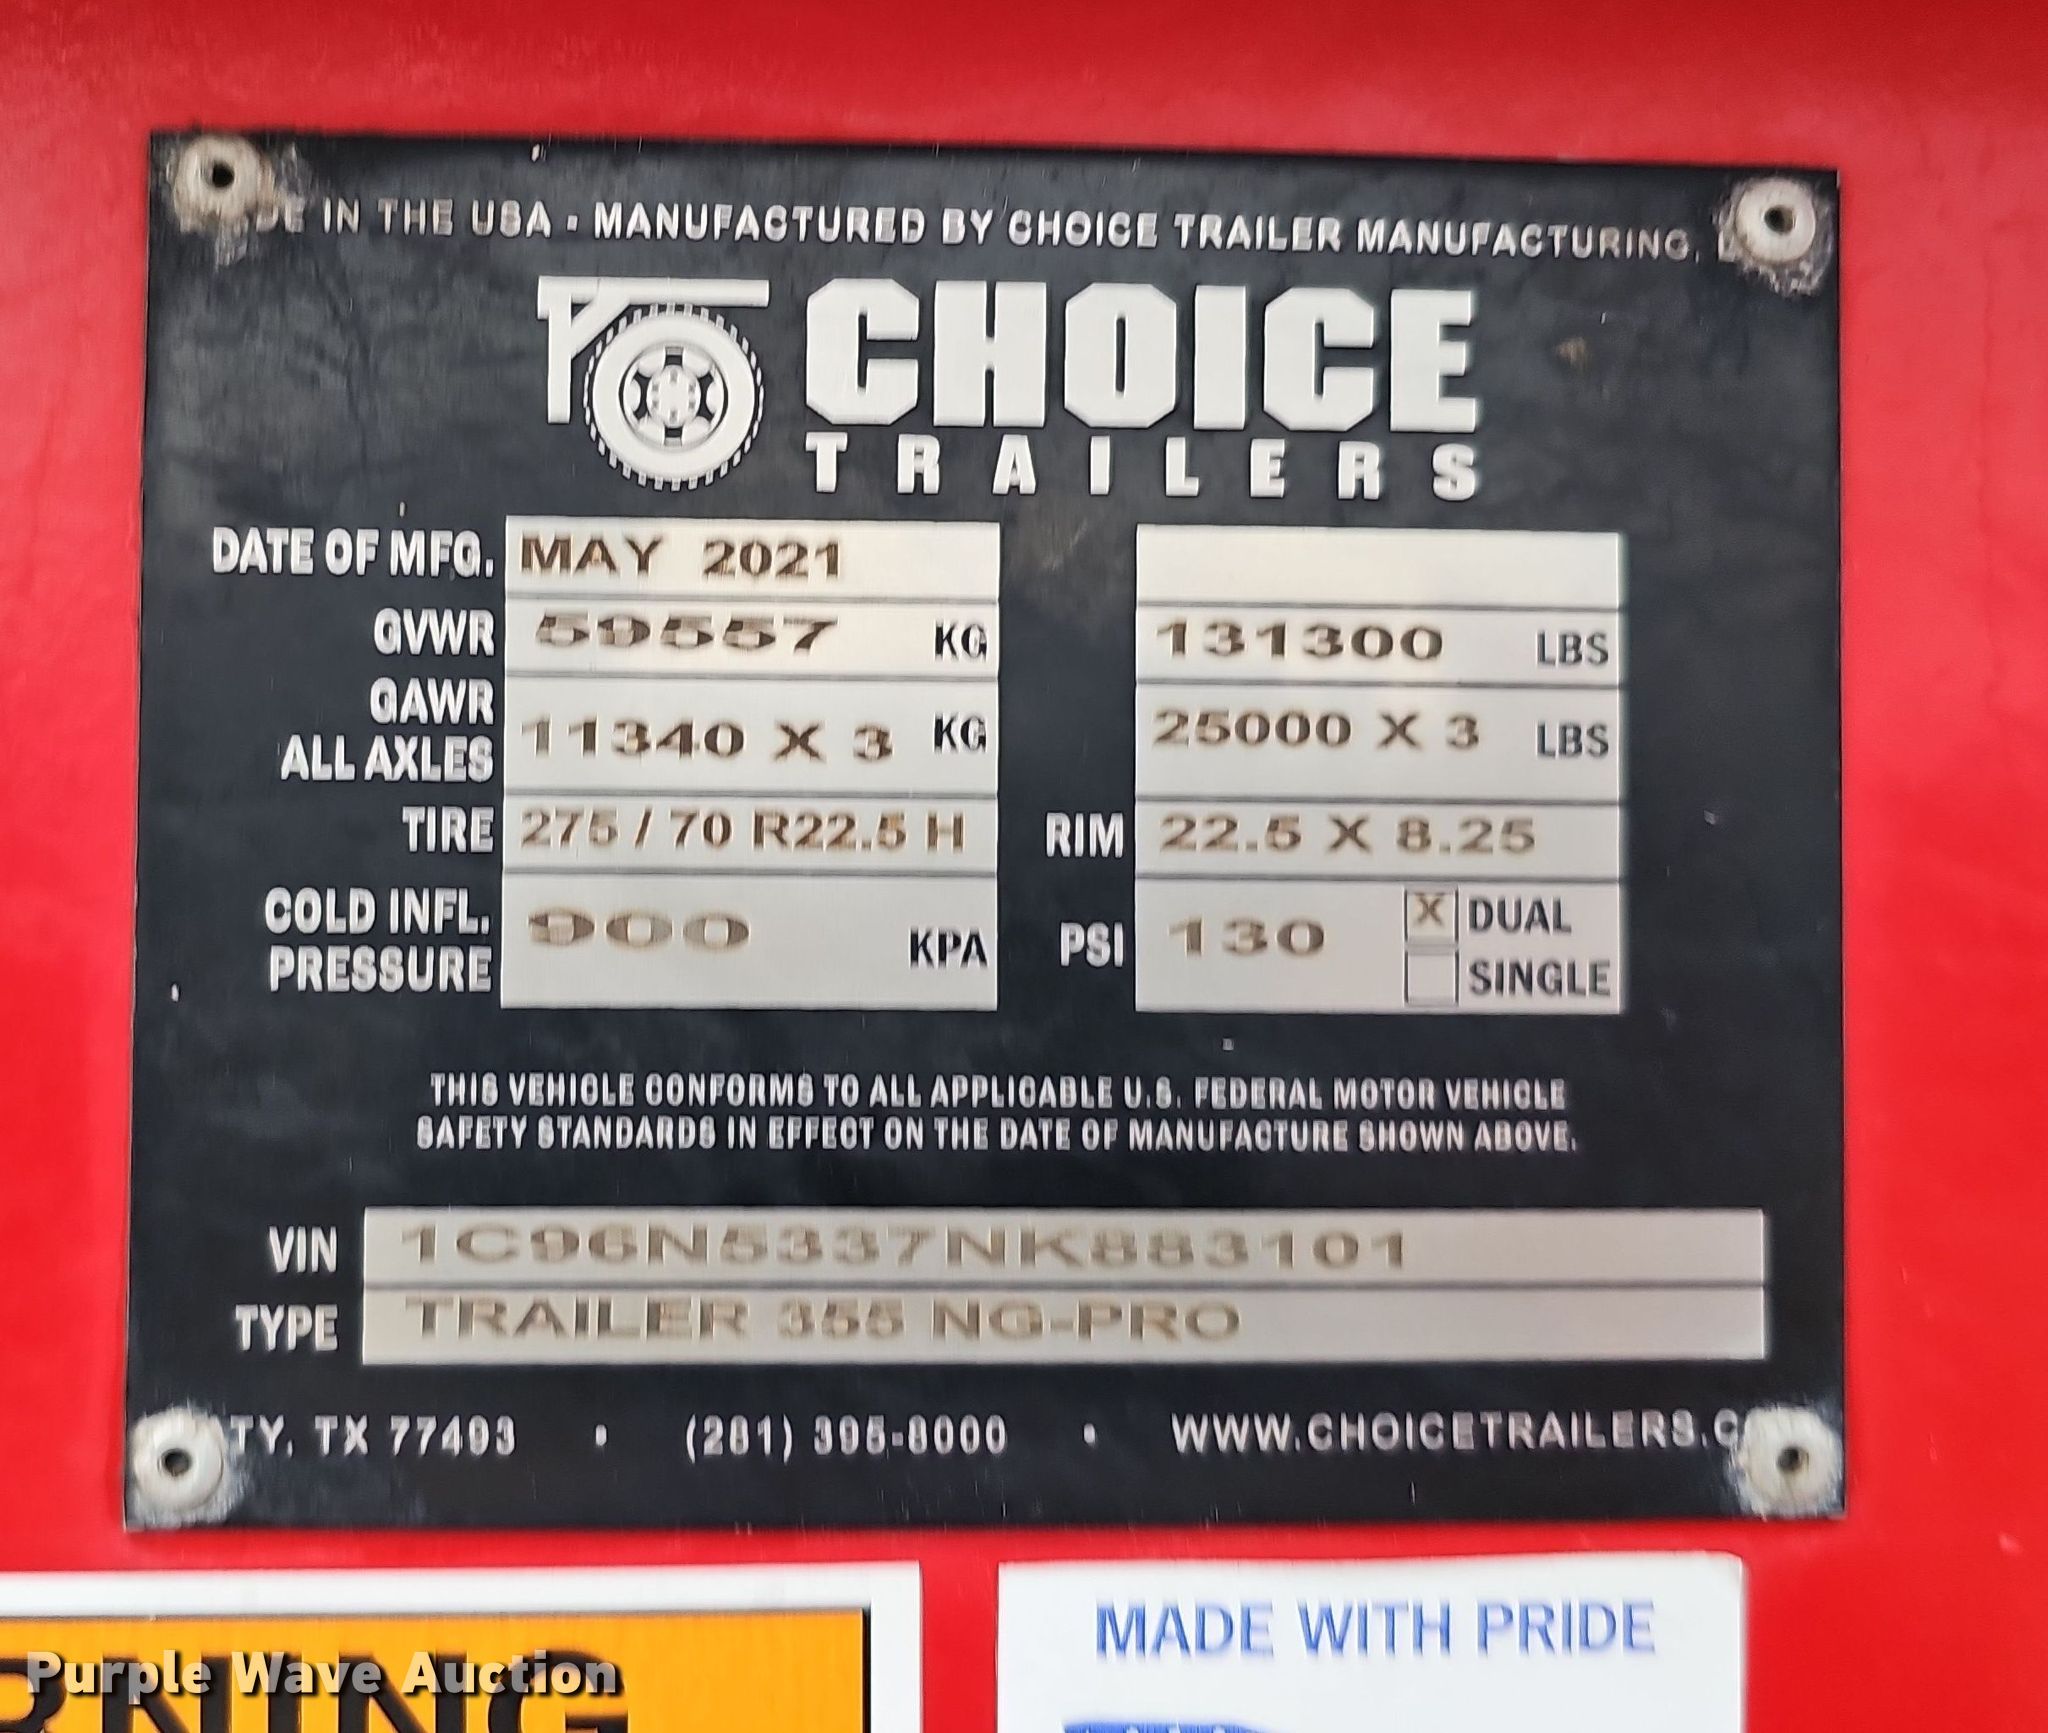 IN THE USA • MANUFACTURED BY CHOICE TRAILER MANUFACTURING,
CHOICE
TRAILERS
DATE OF MFG. MAY 2021
GVWR 59557 KG 131300 LBS
GAWR
ALL AXLES 11340 X 3 KG 25000 X 3 LBS
TIRE 275 / 70 R22.5 H RIM 22.5 X 8.25
COLD INFL.
PRESSURE 900 KPA PSI 130 X DUAL
SINGLE
THIS VEHICLE CONFORMS TO ALL APPLICABLE U.S. FEDERAL MOTOR VEHICLE
SAFETY STANDARDS IN EFFECT ON THE DATE OF MANUFACTURE SHOWN ABOVE.
VIN 1C96N5337NK883101
TYPE TRAILER 355 NG-PRO
TY, TX 77493 • (281) 395-8000 • WWW.CHOICETRAILERS.C
RNING
Purple Wave Auction
MADE WITH PRIDE